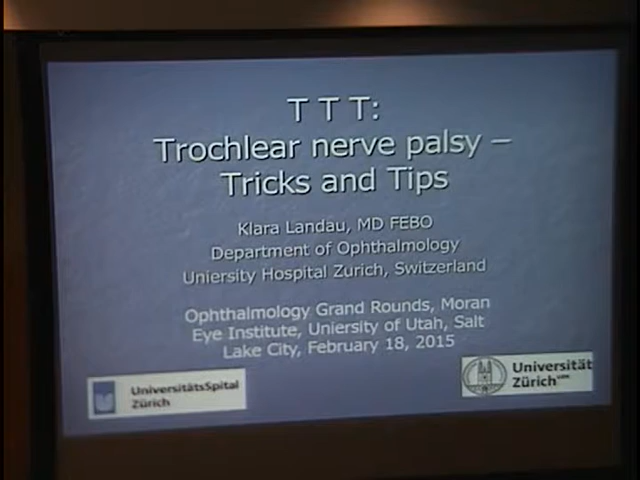 T T T:
Trochlear nerve palsy –
Tricks and Tips
Klara Landau, MD FEBO
Department of Ophthalmology
Uniersity Hospital Zurich, Switzerland
Ophthalmology Grand Rounds, Moran
Eye Institute, Uniersity of Utah, Salt
Lake City, February 18, 2015
UniversitätsSpital
Zürich
Universität
Zürich